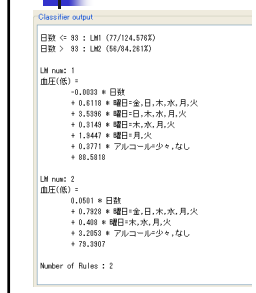 Classifier output
日数 <= 93 : LM1 (77/124.576%)
日数 > 93 : LM2 (56/84.261%)
LM num: 1
血圧(低) =
-0.0033 * 日数
+ 0.6118 * 曜日=金,日,木,水,月,火
+ 3.5396 * 曜日=日,木,水,月,火
+ 0.3149 * 曜日=木,水,月,火
+ 1.9447 * 曜日=月,火
+ 0.3771 * アルコール=少々,なし
+ 88.5818
LM num: 2
血圧(低) =
0.0501 * 日数
+ 0.7928 * 曜日=金,日,木,水,月,火
+ 0.408 * 曜日=木,水,月,火
+ 3.2053 * アルコール=少々,なし
+ 79.3907
Number of Rules : 2